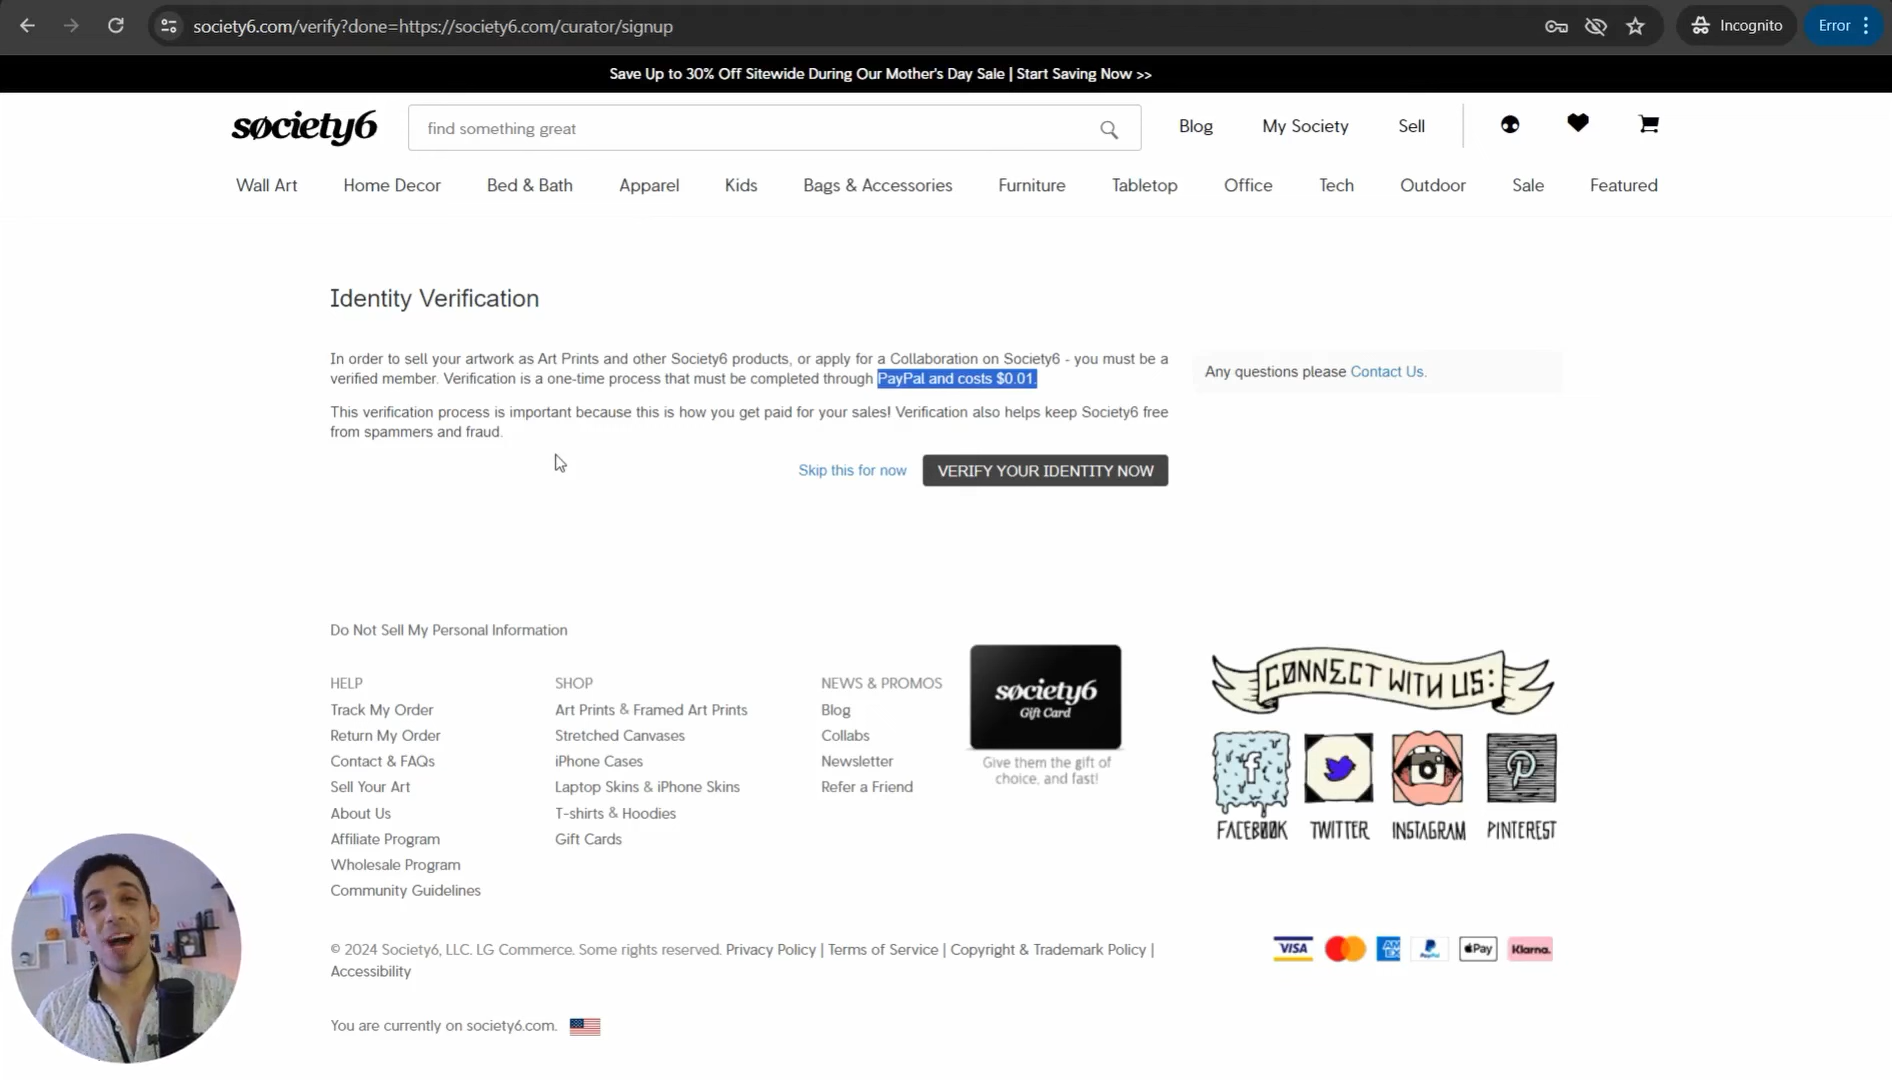 society6.com/verify?done=https://society6.com/curator/signup
Incognito
Error
Save Up to 30% Off Sitewide During Our Mother's Day Sale | Start Saving Now >>
society6
find something great
Blog
My Society
Sell
Wall Art
Home Decor
Bed & Bath
Apparel
Kids
Bags & Accessories
Furniture
Tabletop
Office
Tech
Outdoor
Sale
Featured
Identity Verification
In order to sell your artwork as Art Prints and other Society6 products, or apply for a Collaboration on Society6 - you must be a
verified member. Verification is a one-time process that must be completed through PayPal and costs $0.01.
This verification process is important because this is how you get paid for your sales! Verification also helps keep Society6 free
from spammers and fraud.
Skip this for now
VERIFY YOUR IDENTITY NOW
Any questions please Contact Us.
Do Not Sell My Personal Information
HELP
Track My Order
Return My Order
Contact & FAQs
Sell Your Art
About Us
Affiliate Program
Wholesale Program
Community Guidelines
SHOP
Art Prints & Framed Art Prints
Stretched Canvases
iPhone Cases
Laptop Skins & iPhone Skins
T-shirts & Hoodies
Gift Cards
NEWS & PROMOS
Blog
Collabs
Newsletter
Refer a Friend
society6
Gift Card
Give them the gift of
choice, and fast!
CONNECT WITH US:
FACEBOOK
TWITTER
INSTAGRAM
PINTEREST
© 2024 Society6, LLC. LG Commerce. Some rights reserved. Privacy Policy | Terms of Service | Copyright & Trademark Policy |
Accessibility
VISA
AMEX
PayPal
Pay
Klarna.
You are currently on society6.com.